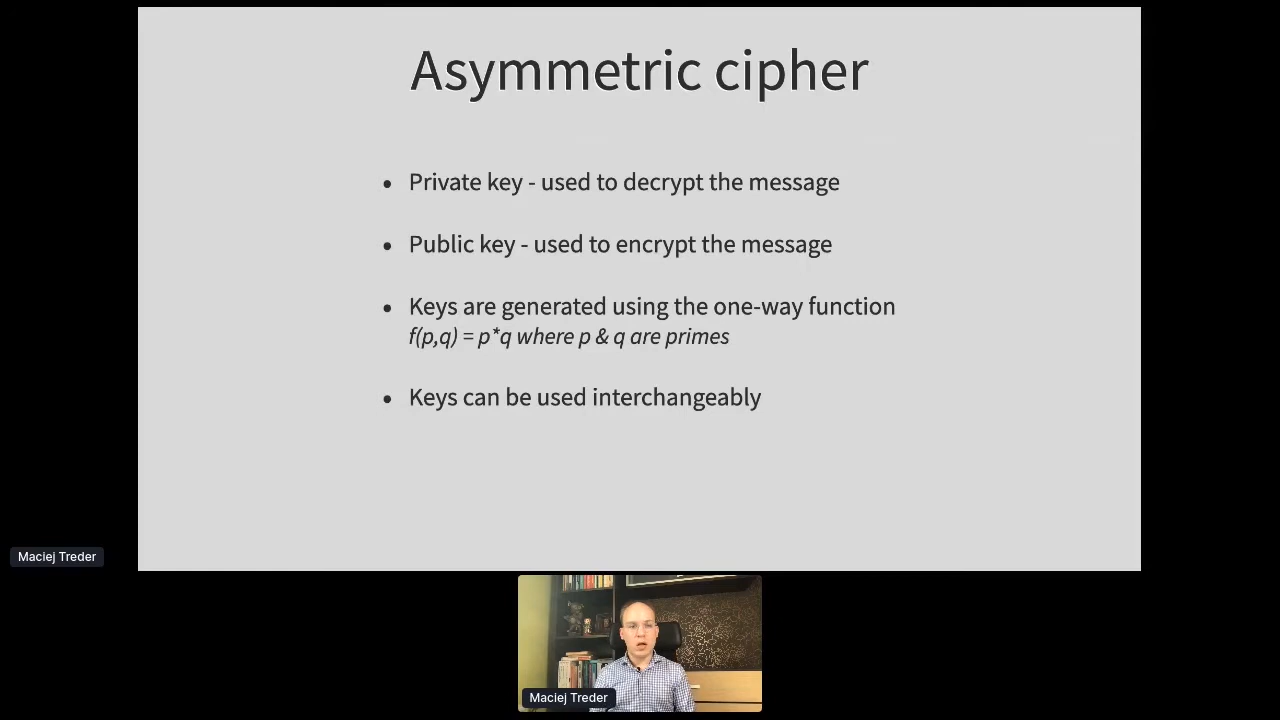 Asymmetric cipher
• Private key - used to decrypt the message
• Public key - used to encrypt the message
• Keys are generated using the one-way function
f(p,q) = p*q where p & q are primes
• Keys can be used interchangeably
Maciej Treder
Maciej Treder